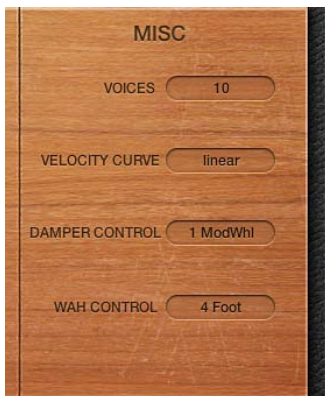 MISC
VOICES 10
VELOCITY CURVE linear
DAMPER CONTROL 1 ModWhl
WAH CONTROL 4 Foot